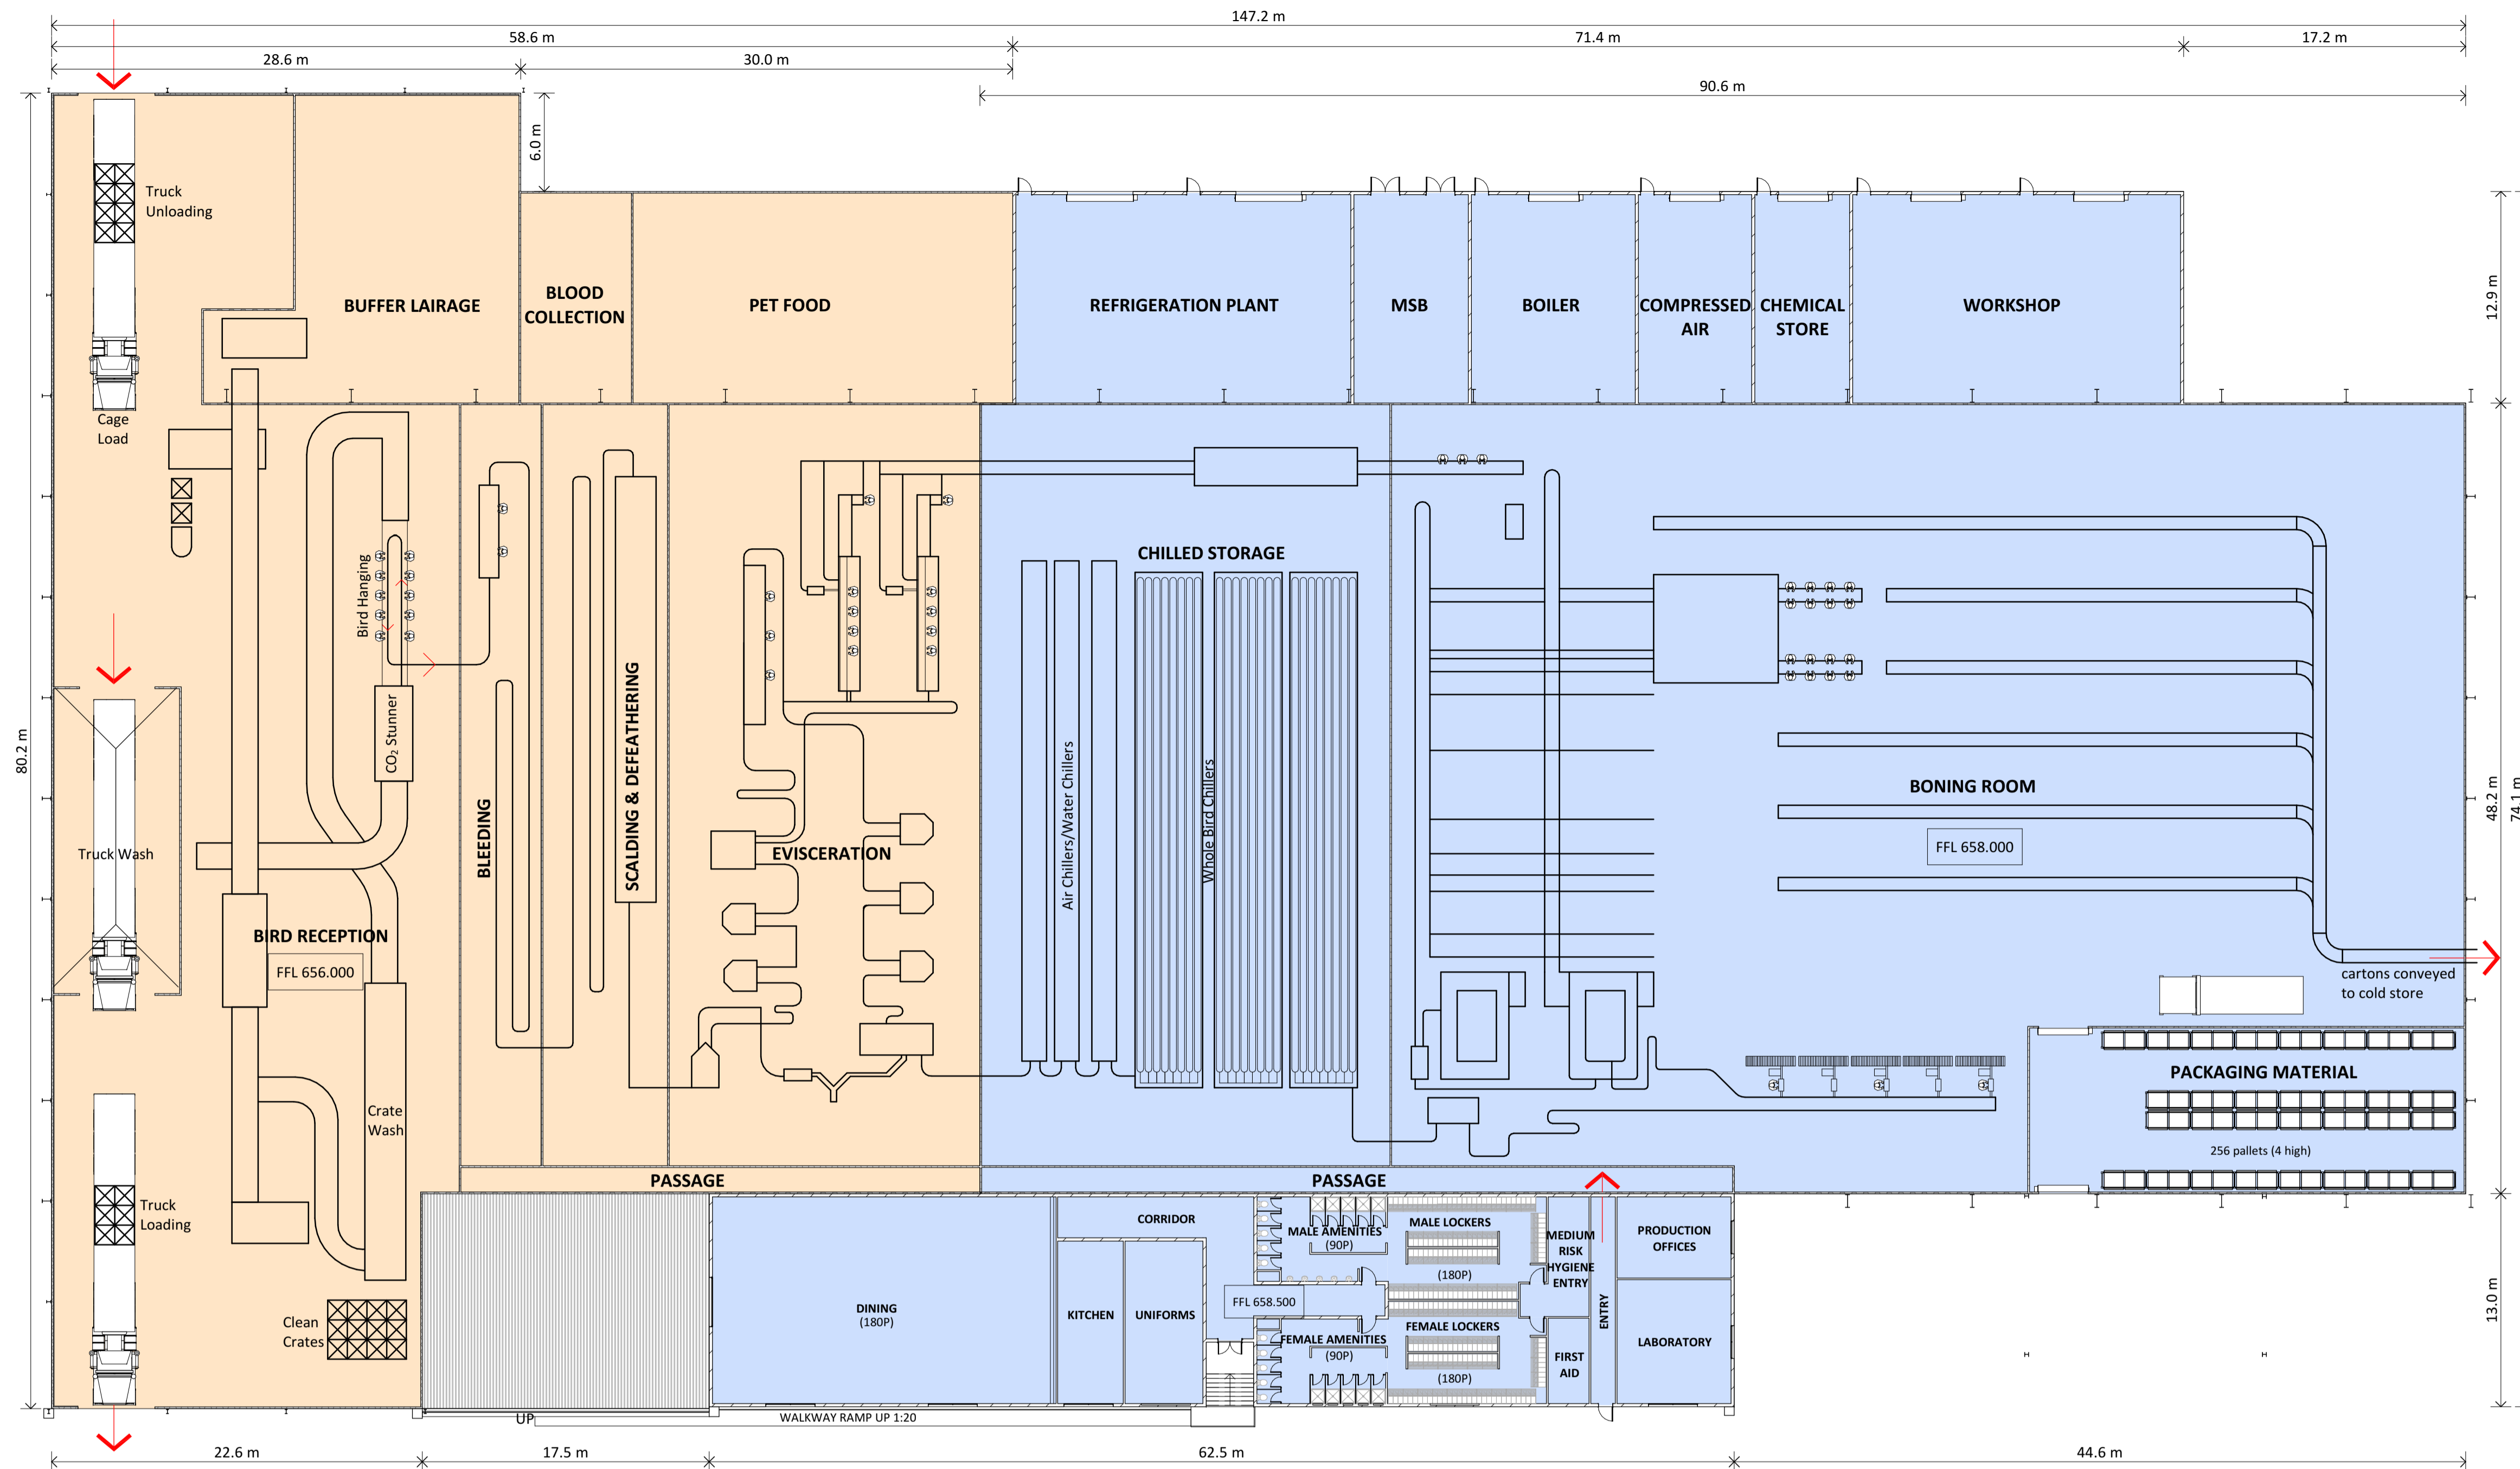 147.2 m
58.6 m
71.4 m
17.2 m
28.6 m
30.0 m
90.6 m
6.0 m
Truck
Unloading
BUFFER LAIRAGE
BLOOD
COLLECTION
PET FOOD
REFRIGERATION PLANT
MSB
BOILER
COMPRESSED
AIR
CHEMICAL
STORE
WORKSHOP
12.9 m
Cage
Load
Bird Hanging
CO₂ Stunner
80.2 m
Truck Wash
BIRD RECEPTION
FFL 656.000
BLEEDING
SCALDING & DEFEATHERING
EVISCERATION
CHILLED STORAGE
Air Chillers/Water Chillers
Whole Bird Chillers
BONING ROOM
FFL 658.000
48.2 m
74.1 m
cartons conveyed
to cold store
PACKAGING MATERIAL
256 pallets (4 high)
Crate
Wash
Truck
Loading
Clean
Crates
PASSAGE
PASSAGE
CORRIDOR
DINING
(180P)
KITCHEN
UNIFORMS
FFL 658.500
MALE AMENITIES
(90P)
MALE LOCKERS
(180P)
FEMALE AMENITIES
(90P)
FEMALE LOCKERS
(180P)
MEDIUM
RISK
HYGIENE
ENTRY
FIRST
AID
ENTRY
PRODUCTION
OFFICES
LABORATORY
13.0 m
UP
WALKWAY RAMP UP 1:20
22.6 m
17.5 m
62.5 m
44.6 m